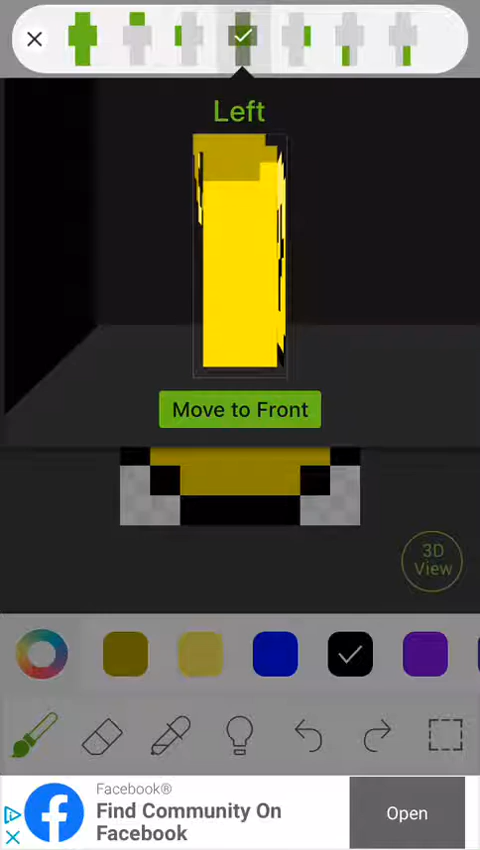 Left
Move to Front
3D
View
Facebook®
Find Community On
Facebook
Open